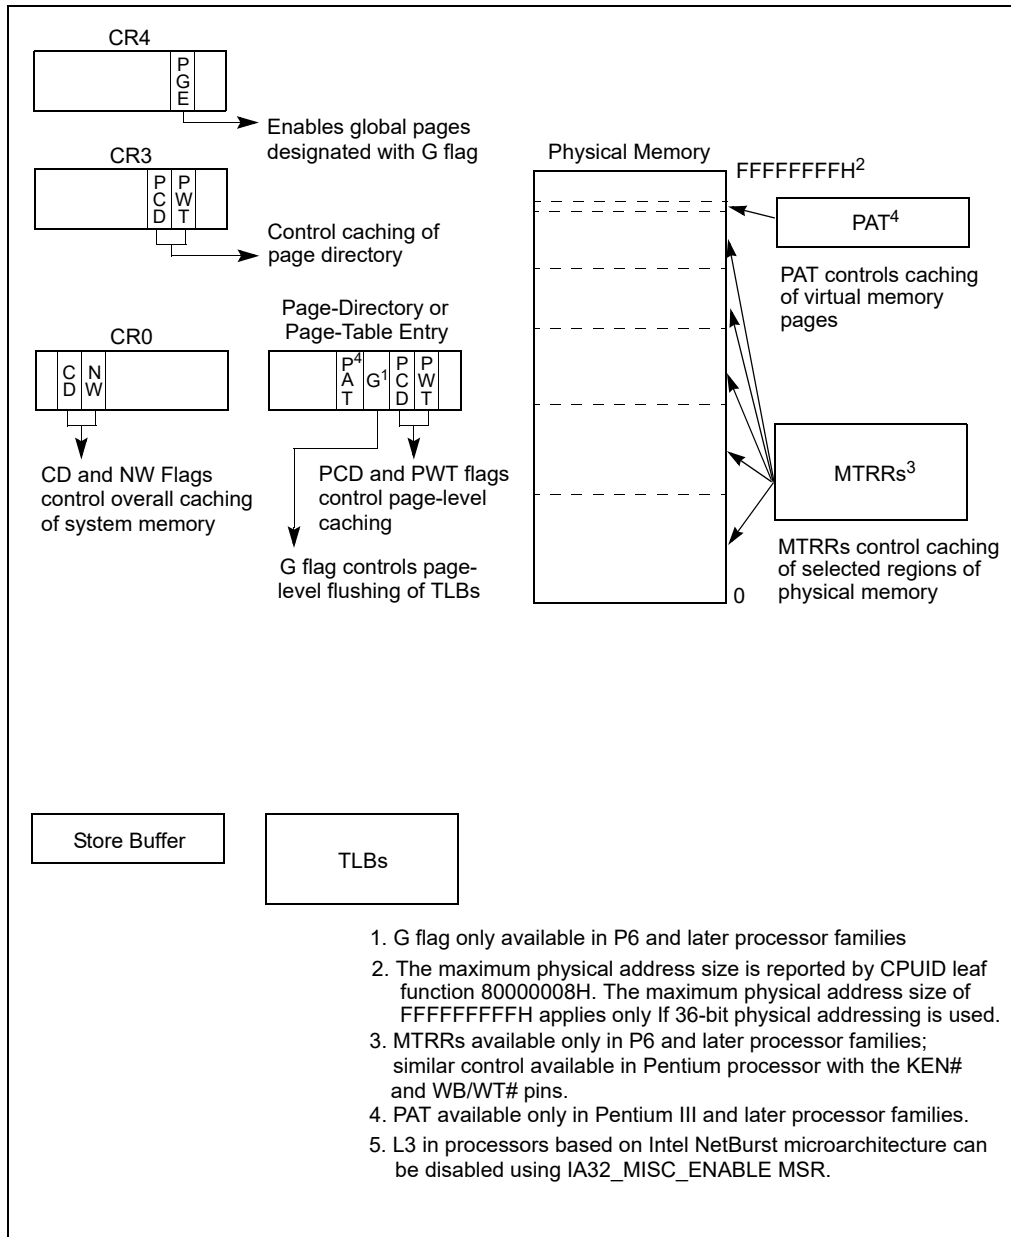 CR4
PGE
Enables global pages
designated with G flag
CR3
PCD PWT
Control caching of
page directory
CR0
CD NW
CD and NW Flags
control overall caching
of system memory
Page-Directory or
Page-Table Entry
PAT4 G1 PCD PWT
PCD and PWT flags
control page-level
caching
G flag controls page-
level flushing of TLBs
Physical Memory
FFFFFFFFH2
0
PAT4
PAT controls caching
of virtual memory
pages
MTRRs3
MTRRs control caching
of selected regions of
physical memory
Store Buffer
TLBs
1. G flag only available in P6 and later processor families
2. The maximum physical address size is reported by CPUID leaf
function 80000008H. The maximum physical address size of
FFFFFFFFFH applies only If 36-bit physical addressing is used.
3. MTRRs available only in P6 and later processor families;
similar control available in Pentium processor with the KEN#
and WB/WT# pins.
4. PAT available only in Pentium III and later processor families.
5. L3 in processors based on Intel NetBurst microarchitecture can
be disabled using IA32_MISC_ENABLE MSR.